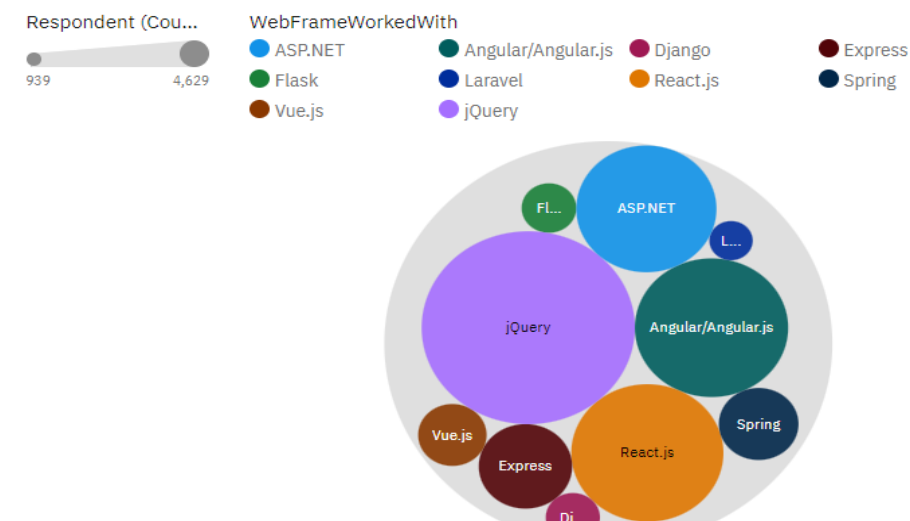 Respondent (Cou... WebFrameWorkedWith
939 4,629
ASP.NET Angular/Angular.js Django Express
Flask Laravel React.js Spring
Vue.js jQuery
Fl... ASP.NET
L...
jQuery Angular/Angular.js
Vue.js Spring
Express React.js
Dj...